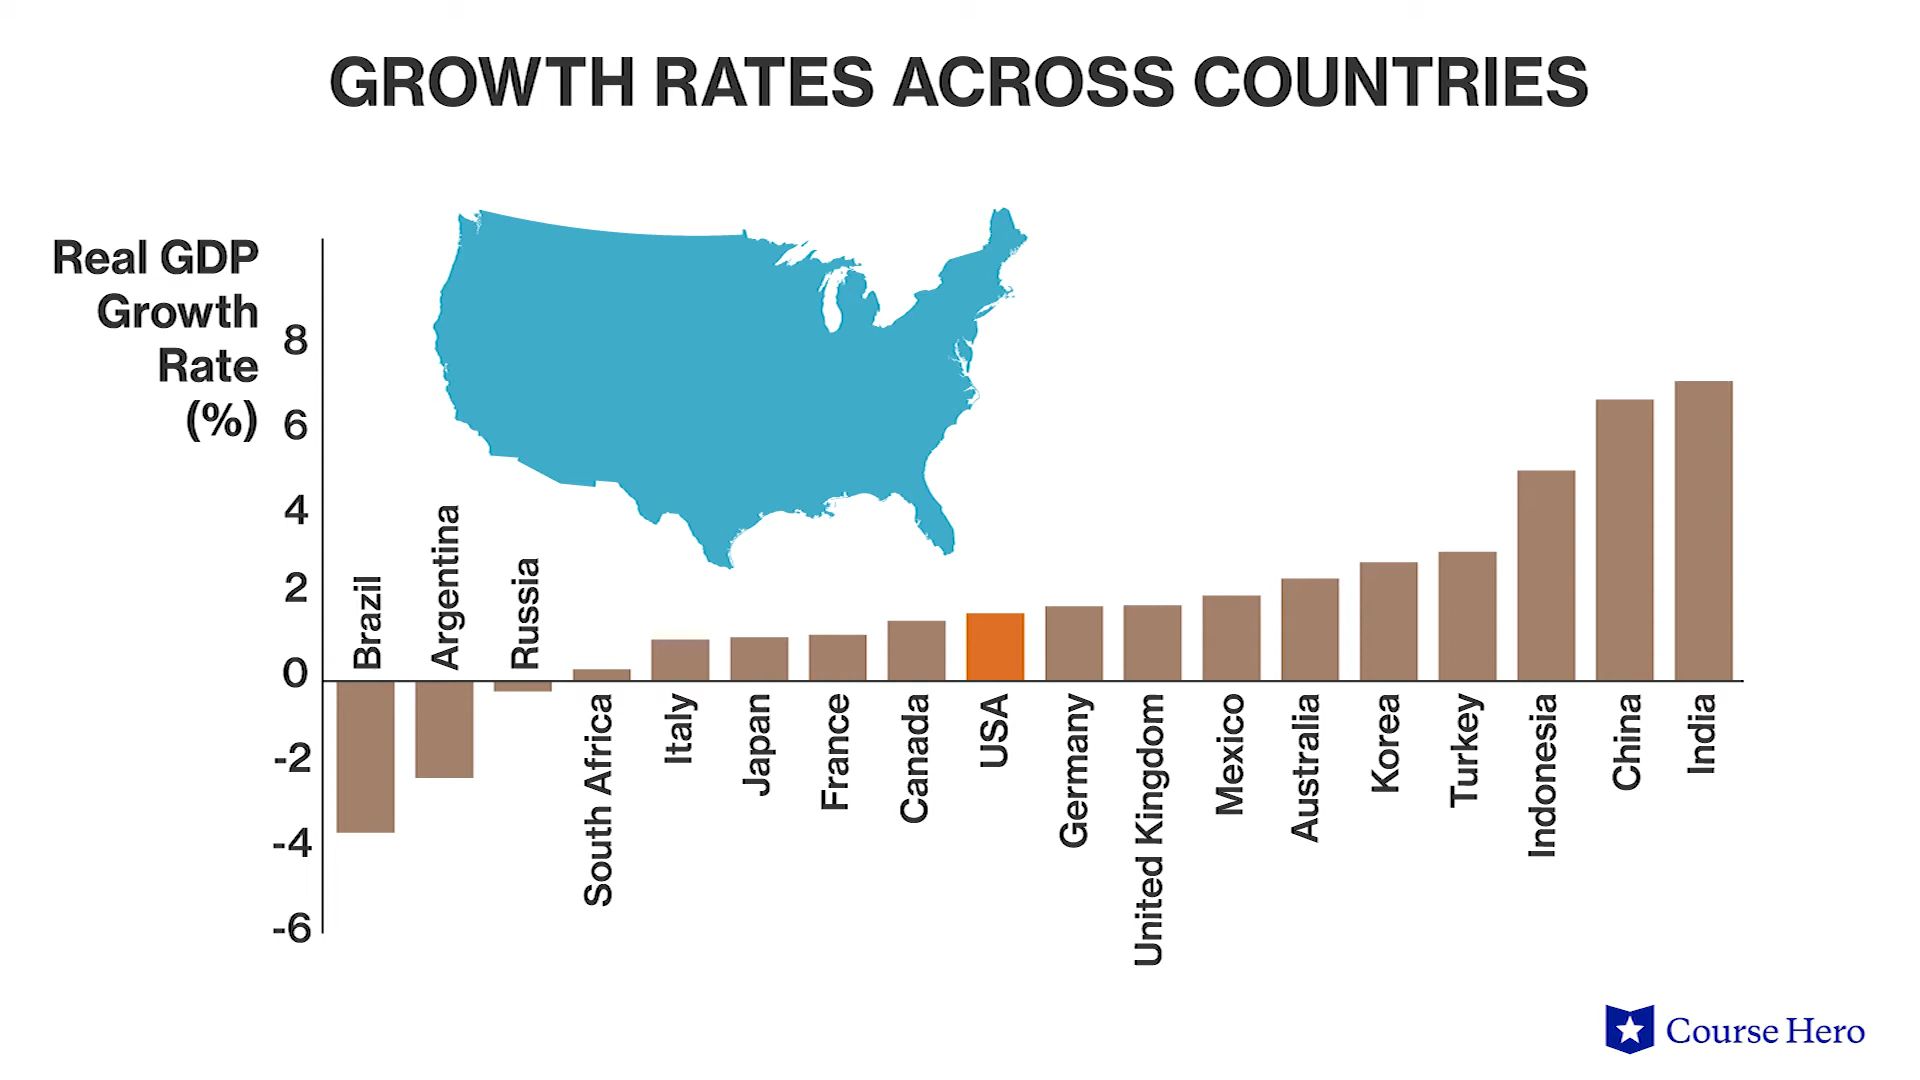 GROWTH RATES ACROSS COUNTRIES
Real GDP
Growth
Rate
(%)
8
6
4
2
0
-2
-4
-6
Brazil
Argentina
Russia
South Africa
Italy
Japan
France
Canada
USA
Germany
United Kingdom
Mexico
Australia
Korea
Turkey
Indonesia
China
India
Course Hero